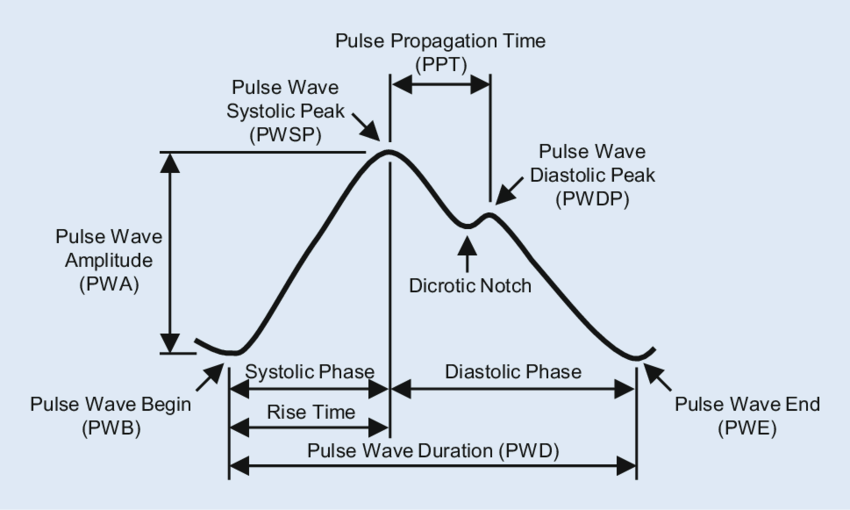 Pulse Propagation Time
(PPT)
Pulse Wave
Systolic Peak
(PWSP)
Pulse Wave
Diastolic Peak
(PWDP)
Pulse Wave
Amplitude
(PWA)
Dicrotic Notch
Systolic Phase
Diastolic Phase
Pulse Wave Begin
(PWB)
Rise Time
Pulse Wave End
(PWE)
Pulse Wave Duration (PWD)